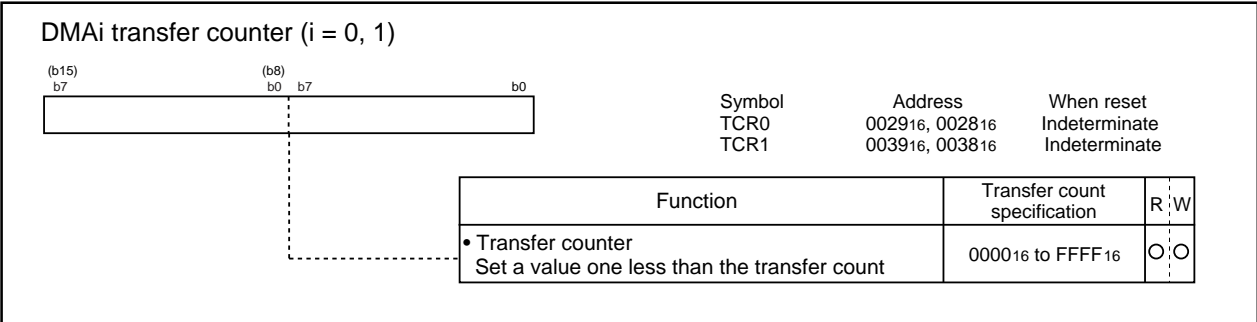 DMAi transfer counter (i = 0, 1)
(b15) (b8)
b7 b0 b7 b0
Symbol Address When reset
TCR0 002916, 002816 Indeterminate
TCR1 003916, 003816 Indeterminate
Function Transfer count specification R W
• Transfer counter
Set a value one less than the transfer count 000016 to FFFF16 O O